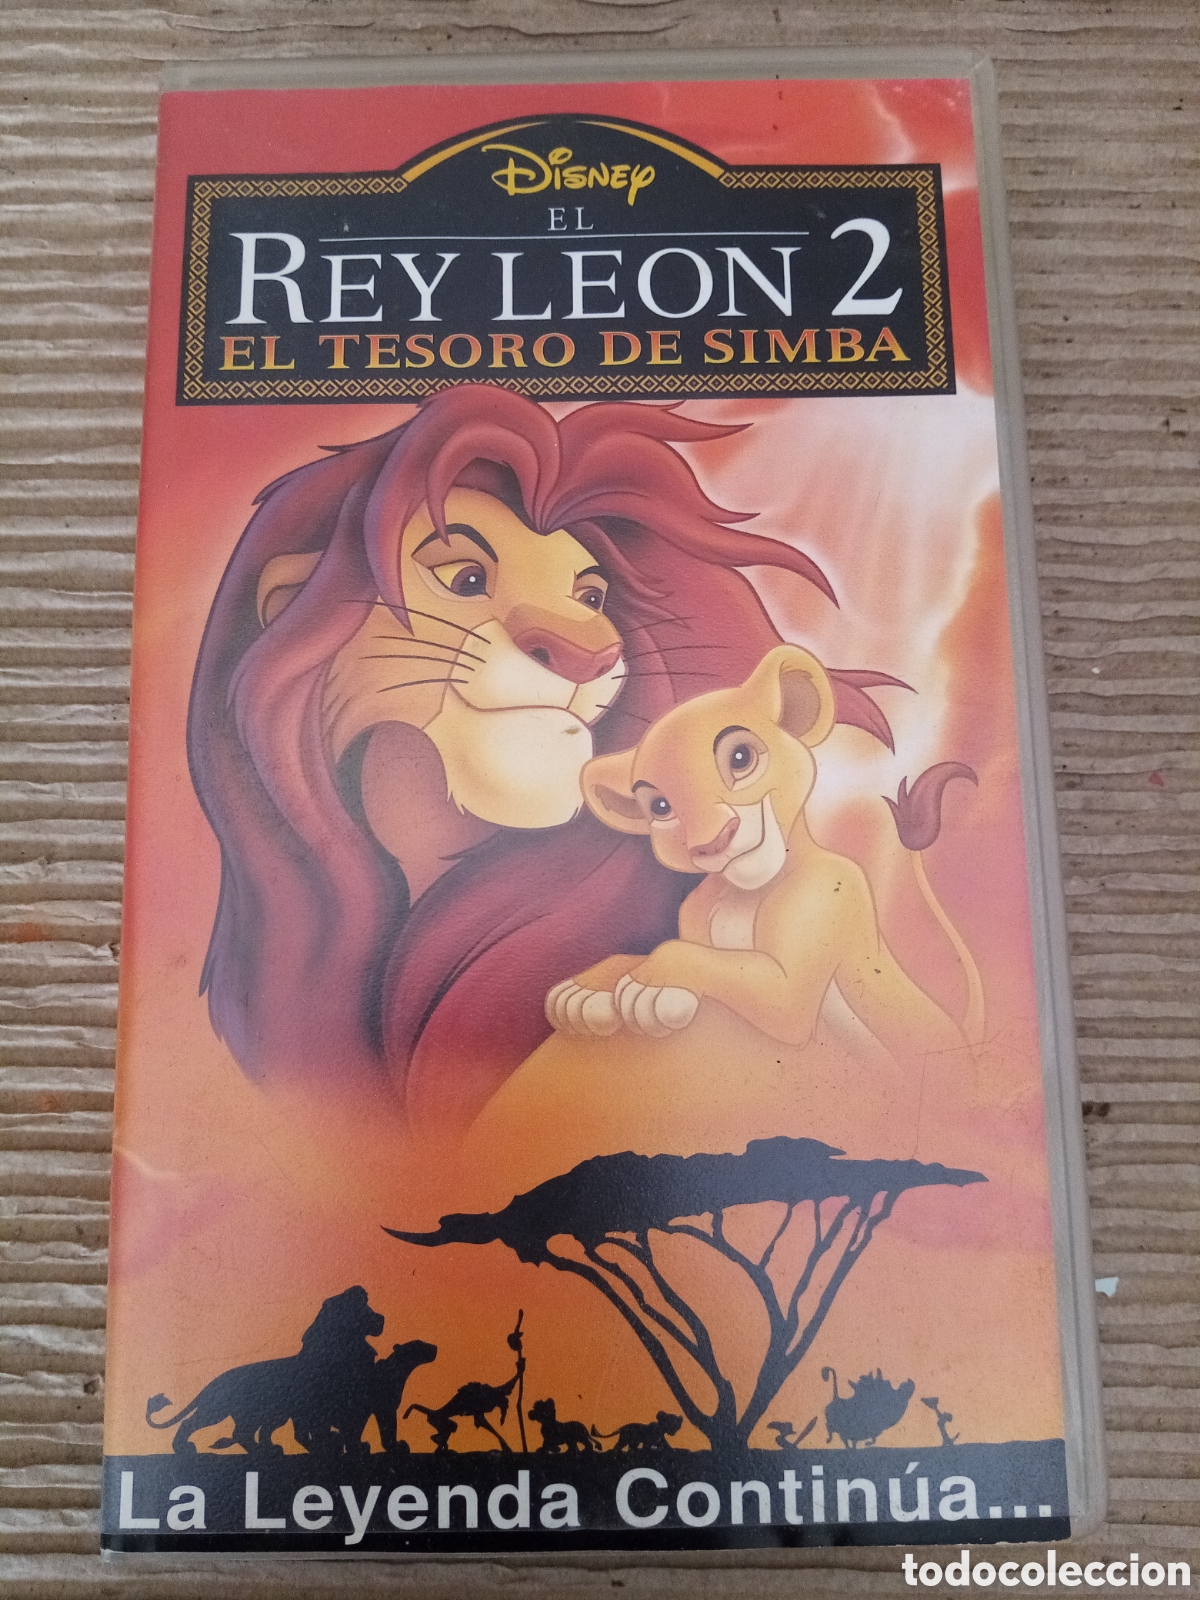 Disney
EL
REY LEON 2
EL TESORO DE SIMBA
La Leyenda Continúa...
todocoleccion